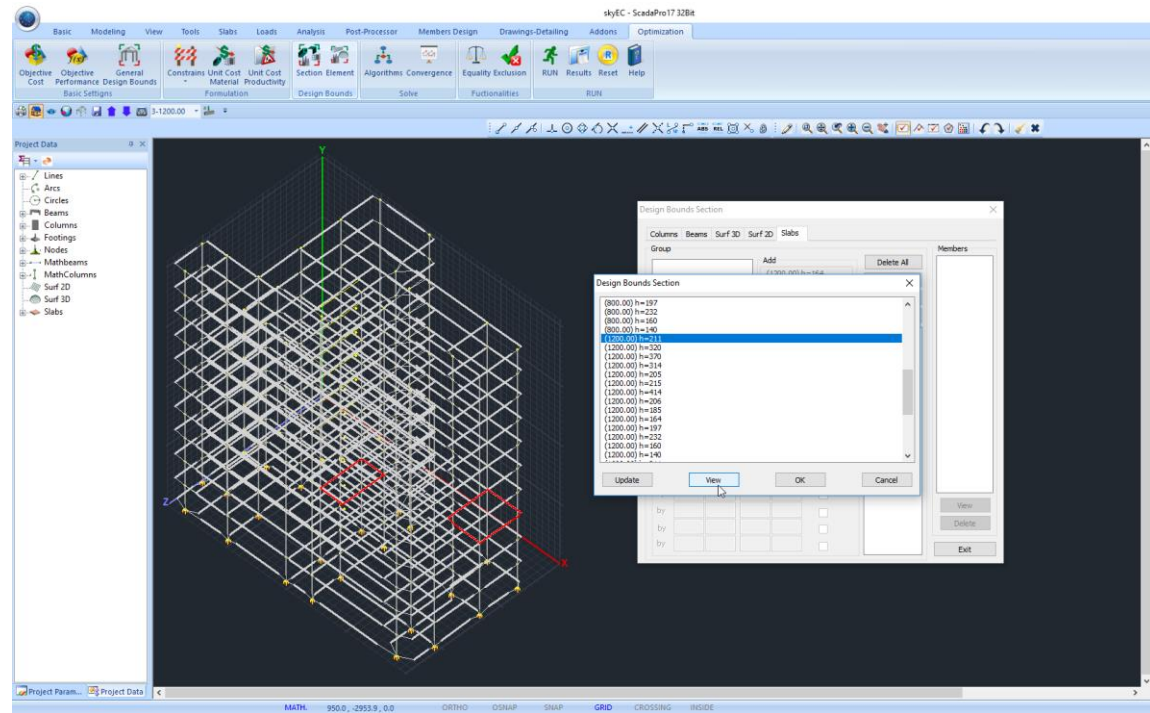 skyEC - ScadaPro17 32Bit
Basic Modeling View Tools Slabs Loads Analysis Post-Processor Members Design Drawings-Detailing Addons Optimization
Objective Cost
Objective Performance
General Design Bounds
Constrains
Unit Cost Material
Unit Cost Productivity
Section
Element
Algorithms
Convergence
Equality
Exclusion
RUN
Results
Reset
Help
Basic Settigns
Formulation
Design Bounds
Solve
Fuctionalities
RUN
3-1200.00
Project Data
Lines
Arcs
Circles
Beams
Columns
Footings
Nodes
Mathbeams
MathColumns
Surf 2D
Surf 3D
Slabs
Y
Z
X
Design Bounds Section
Columns Beams Surf 3D Surf 2D Slabs
Group
Add
Delete All
Members
Design Bounds Section
(800.00) h=197
(800.00) h=232
(800.00) h=160
(800.00) h=140
(1200.00) h=211
(1200.00) h=320
(1200.00) h=370
(1200.00) h=314
(1200.00) h=205
(1200.00) h=215
(1200.00) h=414
(1200.00) h=206
(1200.00) h=185
(1200.00) h=164
(1200.00) h=197
(1200.00) h=232
(1200.00) h=160
(1200.00) h=140
Update View OK Cancel
by
by
by
View
Delete
Exit
Project Param... Project Data
MATH. 950.0 , -2953.9 , 0.0 ORTHO OSNAP SNAP GRID CROSSING INSIDE